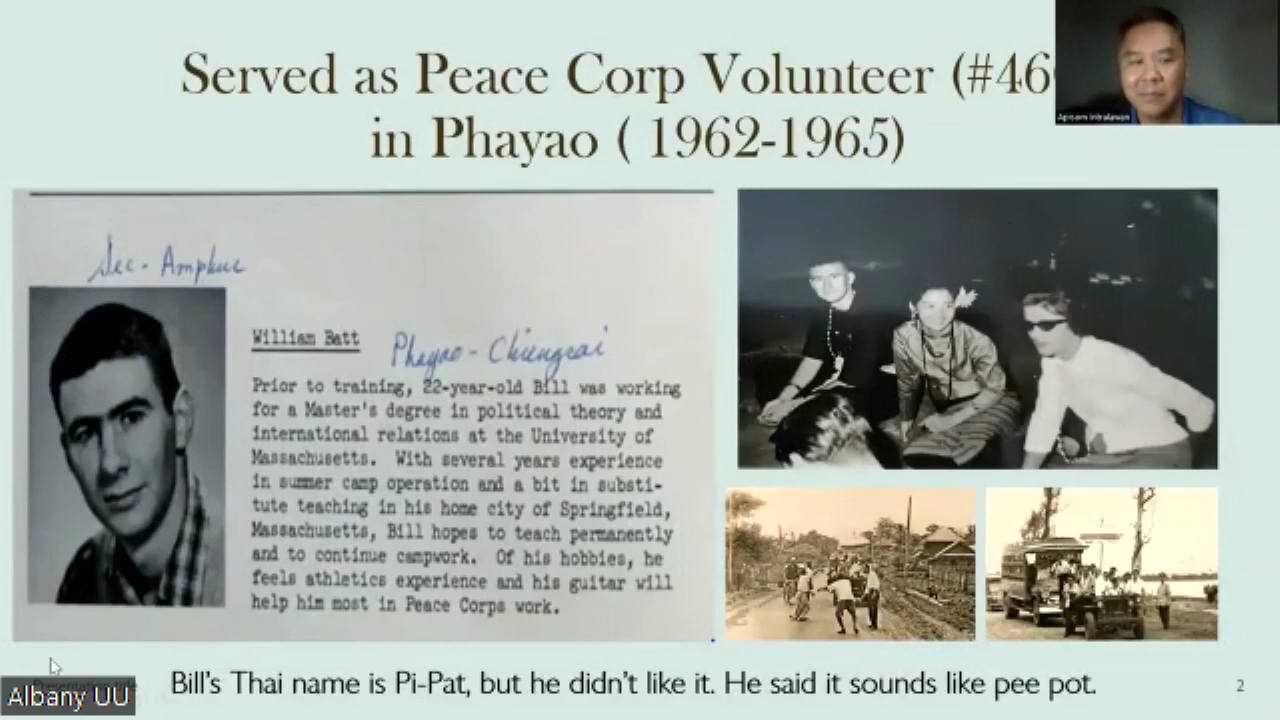 Served as Peace Corp Volunteer (#46
in Phayao ( 1962-1965)
Apisom Intralawan
See - Amphur
William Batt
Phayao - Chiengrai
Prior to training, 22-year-old Bill was working
for a Master's degree in political theory and
international relations at the University of
Massachusetts. With several years experience
in summer camp operation and a bit in substi-
tute teaching in his home city of Springfield,
Massachusetts, Bill hopes to teach permanently
and to continue campwork. Of his hobbies, he
feels athletics experience and his guitar will
help him most in Peace Corps work.
Bill's Thai name is Pi-Pat, but he didn't like it. He said it sounds like pee pot.
2
Albany UU